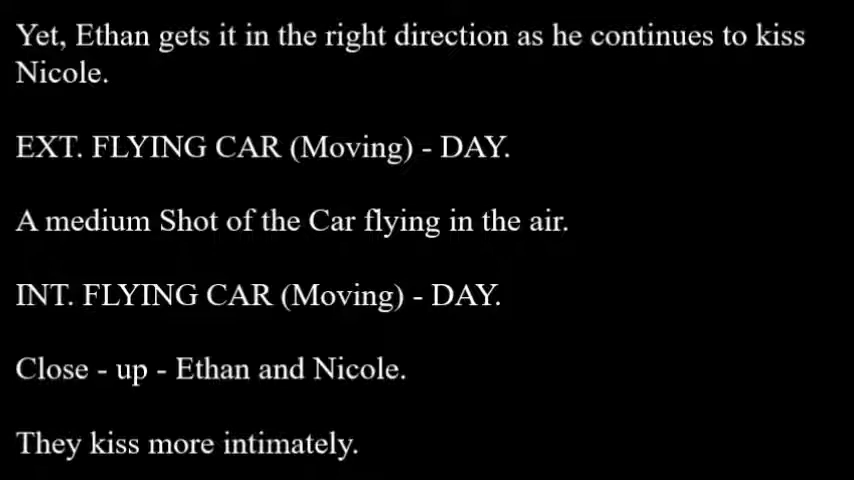 Yet, Ethan gets it in the right direction as he continues to kiss
Nicole.
EXT. FLYING CAR (Moving) - DAY.
A medium Shot of the Car flying in the air.
INT. FLYING CAR (Moving) - DAY.
Close - up - Ethan and Nicole.
They kiss more intimately.